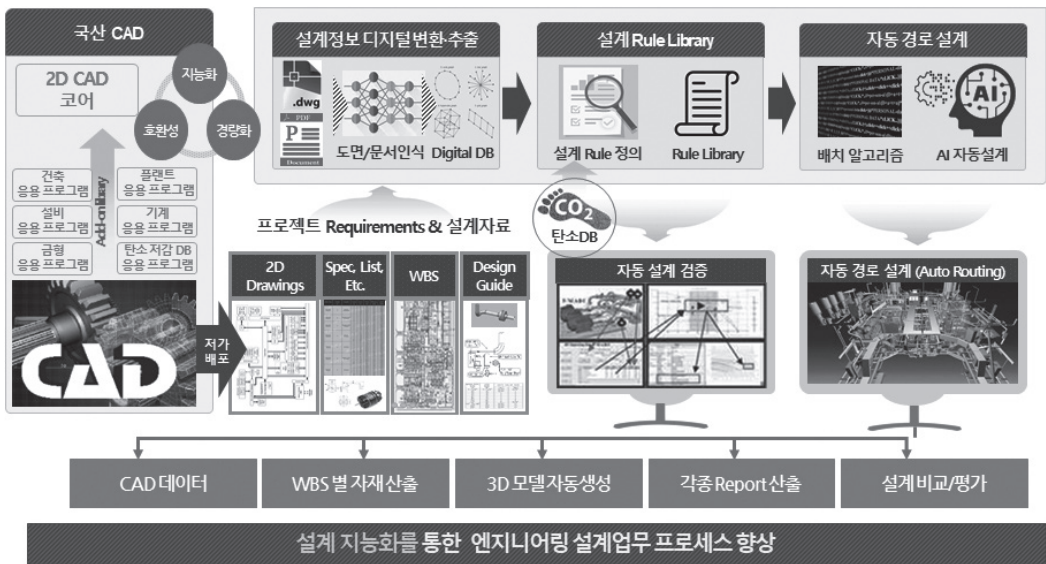 국산 CAD
2D CAD
코어
지능화
호환성
경량화
Add-on library
건축
응용 프로그램
플랜트
응용 프로그램
설비
응용 프로그램
기계
응용 프로그램
금형
응용 프로그램
탄소 저감 DB
응용 프로그램
CAD
저가
배포
설계정보 디지털 변환·추출
.dwg
PDF
Document
도면/문서인식
Digital DB
설계 Rule Library
설계 Rule 정의
Rule Library
자동 경로 설계
AI
배치 알고리즘
AI 자동설계
프로젝트 Requirements & 설계자료
2D
Drawings
Spec, List,
Etc.
WBS
Design
Guide
CO2
탄소DB
자동 설계 검증
자동 경로 설계 (Auto Routing)
CAD 데이터
WBS 별 자재 산출
3D 모델 자동생성
각종 Report 산출
설계 비교/평가
설계 지능화를 통한 엔지니어링 설계업무 프로세스 향상